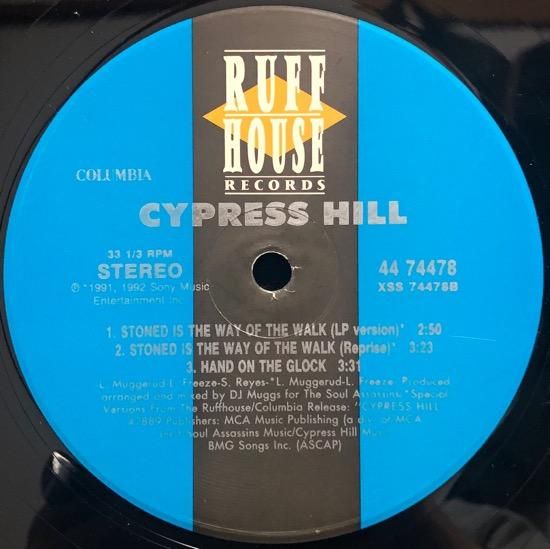 RUFF
HOUSE
RECORDS
COLUMBIA
CYPRESS HILL
33 1/3 RPM
STEREO
44 74478
XSS 74478B
℗ *1991, 1992 Sony Music
Entertainment Inc.
1. STONED IS THE WAY OF THE WALK (LP version)* 2:50
2. STONED IS THE WAY OF THE WALK (Reprise)* 3:23
3. HAND ON THE GLOCK 3:31
L. Muggerud-L. Freeze-S. Reyes-*L. Muggerud-L. Freeze Produced
arranged and mixed by DJ Muggs for The Soul Assassins *Special
Versions From The Ruffhouse/Columbia Release: "CYPRESS HILL
47889 Publishers: MCA Music Publishing (a div. of MCA
Soul Assassins Music/Cypress Hill Music
BMG Songs Inc. (ASCAP)